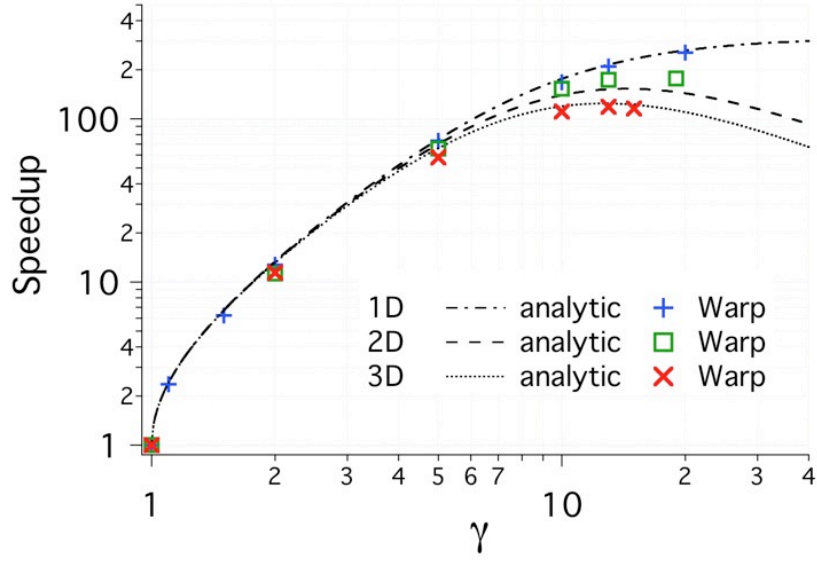 4
2
100
4
2
10
4
2
1
Speedup
1D analytic Warp
2D analytic Warp
3D analytic Warp
2 3 4 5 6 7 2 3 4
1 10
γ